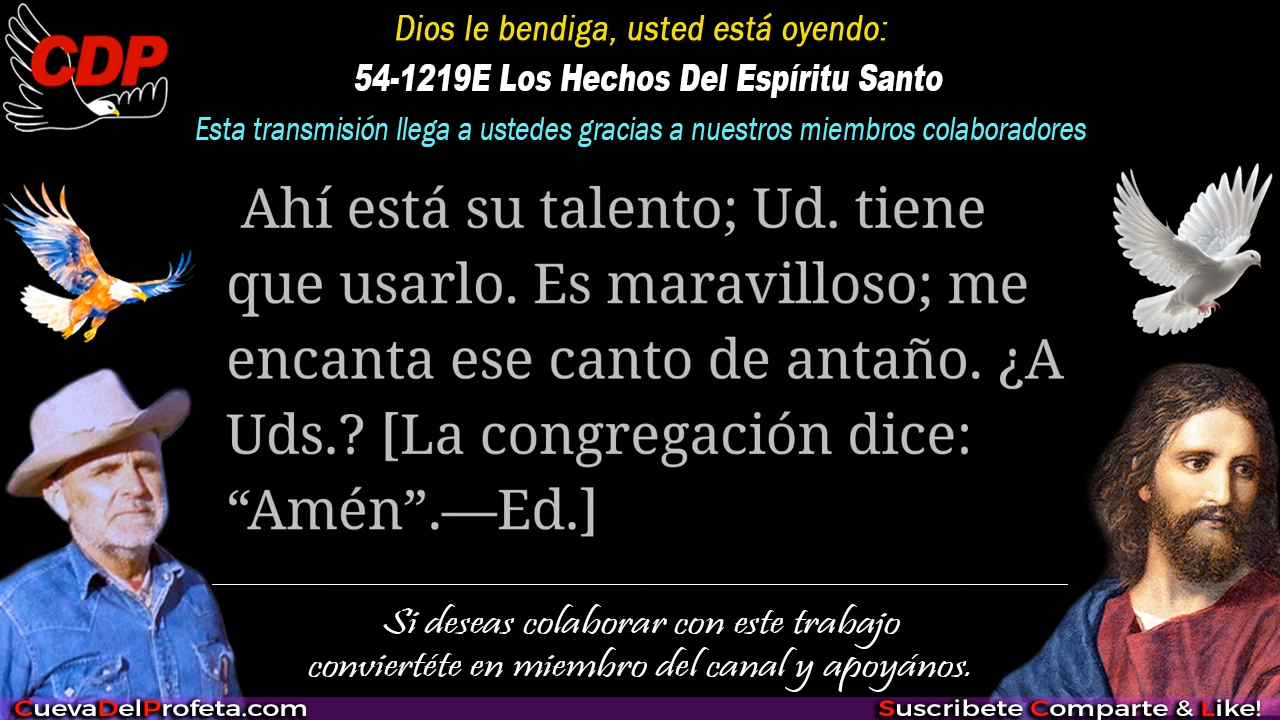 CDP
Dios le bendiga, usted está oyendo:
54-1219E Los Hechos Del Espíritu Santo
Esta transmisión llega a ustedes gracias a nuestros miembros colaboradores
Ahí está su talento; Ud. tiene
que usarlo. Es maravilloso; me
encanta ese canto de antaño. ¿A
Uds.? [La congregación dice:
“Amén”.—Ed.]
Si deseas colaborar con este trabajo
conviertéte en miembro del canal y apoyános.
CuevaDelProfeta.com
Suscribete Comparte & Like!